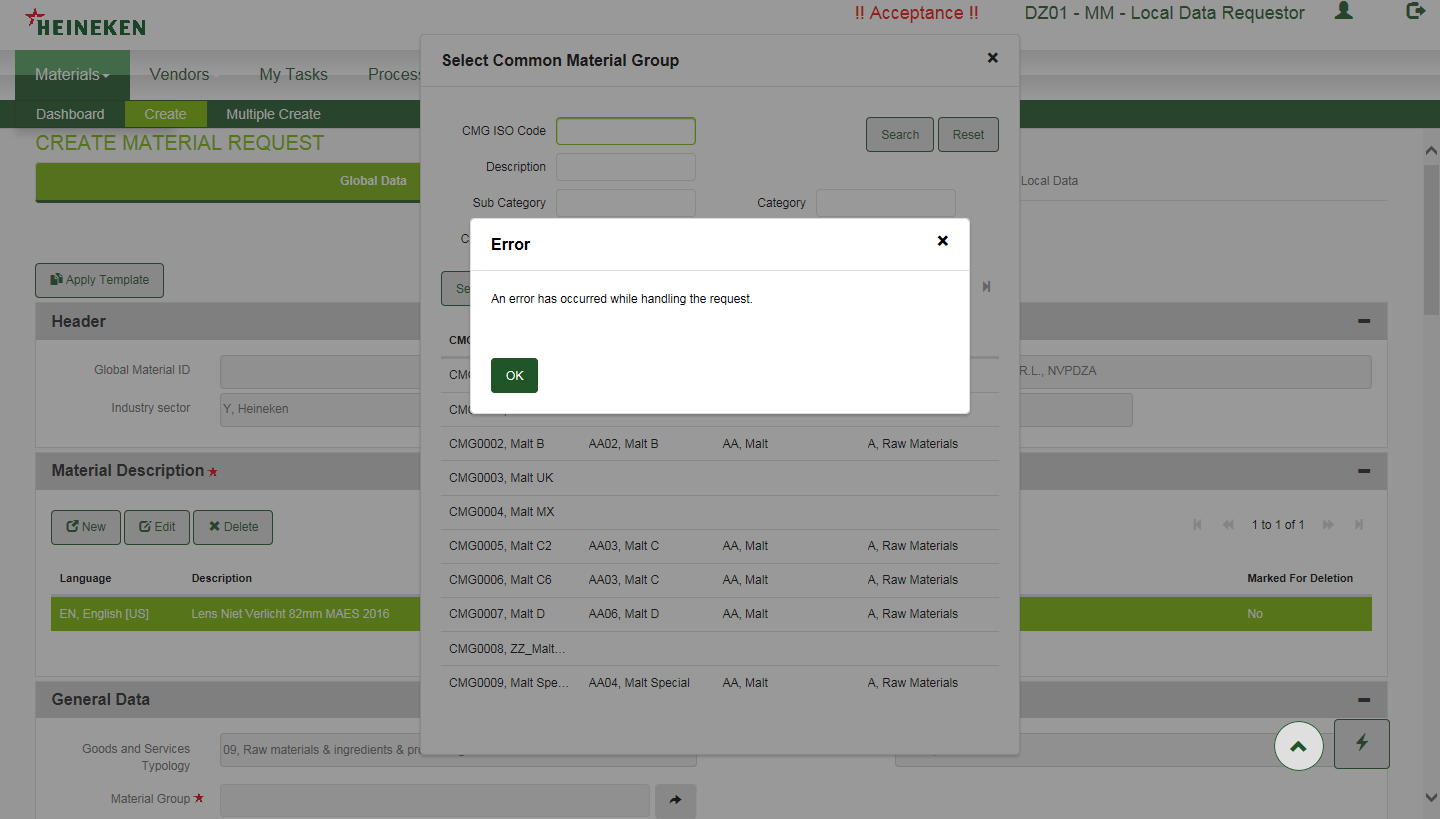 HEINEKEN
!! Acceptance !!
DZ01 - MM - Local Data Requestor
Materials
Vendors
My Tasks
Process
Dashboard
Create
Multiple Create
CREATE MATERIAL REQUEST
Global Data
Local Data
Apply Template
Header
Global Material ID
R.L., NVPDZA
Industry sector
Y, Heineken
Material Description
New
Edit
Delete
1 to 1 of 1
Language
Description
Marked For Deletion
EN, English [US]
Lens Niet Verlicht 82mm MAES 2016
No
General Data
Goods and Services
Typology
09, Raw materials & ingredients & pro
Material Group
Select Common Material Group
CMG ISO Code
Search
Reset
Description
Sub Category
Category
C
Se
CMG
CMG
CMG
CMG0002, Malt B
AA02, Malt B
AA, Malt
A, Raw Materials
CMG0003, Malt UK
CMG0004, Malt MX
CMG0005, Malt C2
AA03, Malt C
AA, Malt
A, Raw Materials
CMG0006, Malt C6
AA03, Malt C
AA, Malt
A, Raw Materials
CMG0007, Malt D
AA06, Malt D
AA, Malt
A, Raw Materials
CMG0008, ZZ_Malt...
CMG0009, Malt Spe...
AA04, Malt Special
AA, Malt
A, Raw Materials
Error
An error has occurred while handling the request.
OK